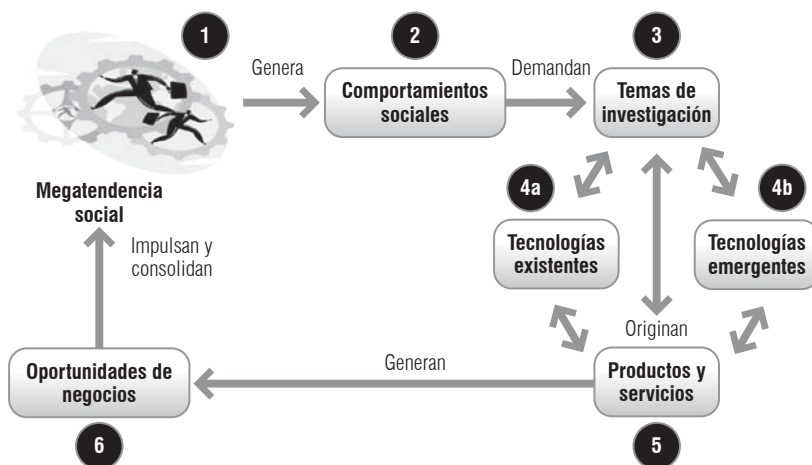 1
Megatendencia
social
Genera
2
Comportamientos
sociales
Demandan
3
Temas de
investigación
4a
Tecnologías
existentes
4b
Tecnologías
emergentes
Originan
Productos y
servicios
5
Generan
Oportunidades de
negocios
6
Impulsan y
consolidan